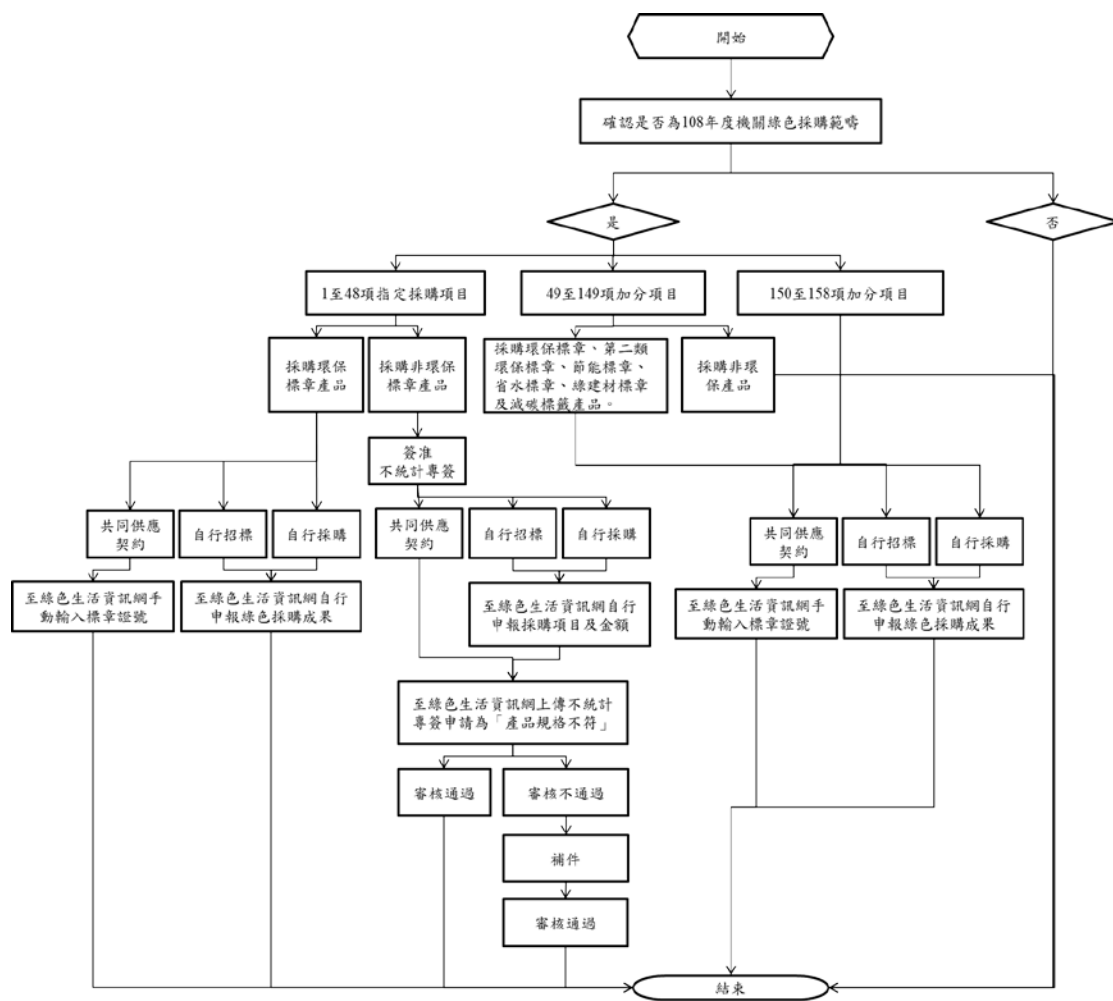 開始
確認是否為108年度機關綠色採購範疇
是
否
1至48項指定採購項目
49至149項加分項目
150至158項加分項目
採購環保
標章產品
採購非環保
標章產品
採購環保標章、第二類
環保標章、節能標章、
省水標章、綠建材標章
及減碳標籤產品。
採購非環
保產品
簽准
不統計專簽
共同供應
契約
自行招標
自行採購
共同供應
契約
自行招標
自行採購
共同供應
契約
自行招標
自行採購
至綠色生活資訊網手
動輸入標章證號
至綠色生活資訊網自行
申報綠色採購成果
至綠色生活資訊網自行
申報採購項目及金額
至綠色生活資訊網手
動輸入標章證號
至綠色生活資訊網自行
申報綠色採購成果
至綠色生活資訊網上傳不統計
專簽申請為「產品規格不符」
審核通過
審核不通過
補件
審核通過
結束